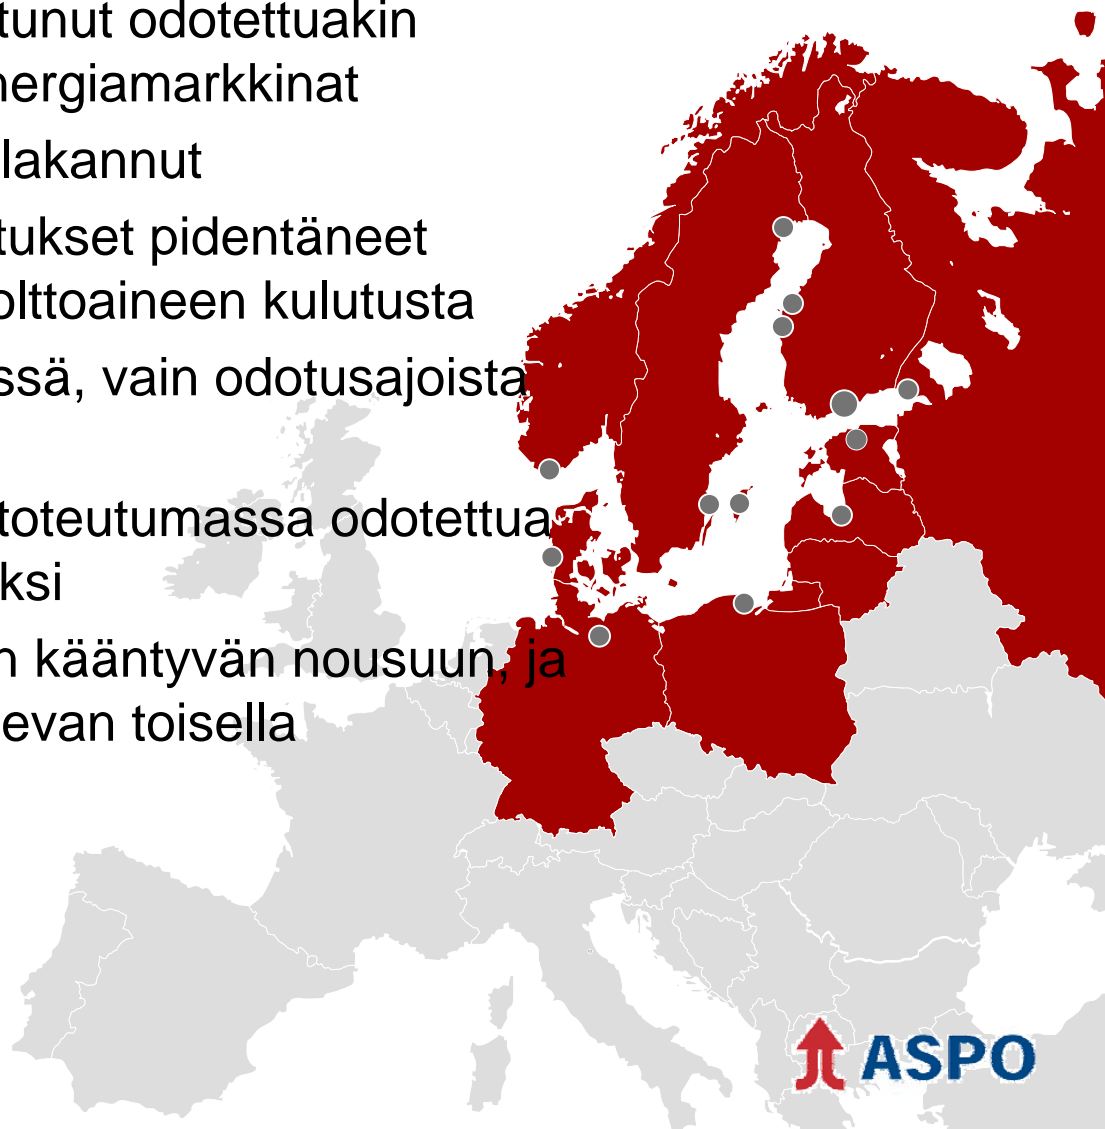 tunut odotettuakin
nergiamarkkinat
lakannut
tukset pidentäneet
olttoaineen kulutusta
ssä, vain odotusajoista
toteutumassa odotettua
ksi
n kääntyvän nousuun, ja
evan toisella
ASPO